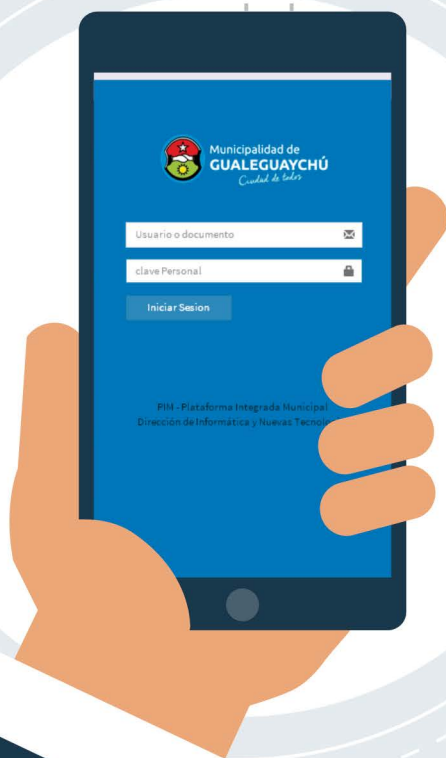 Municipalidad de
GUALEGUAYCHÚ
Ciudad de todos
Usuario o documento
clave Personal
Iniciar Sesion
PIM - Plataforma Integrada Municipal
Dirección de Informática y Nuevas